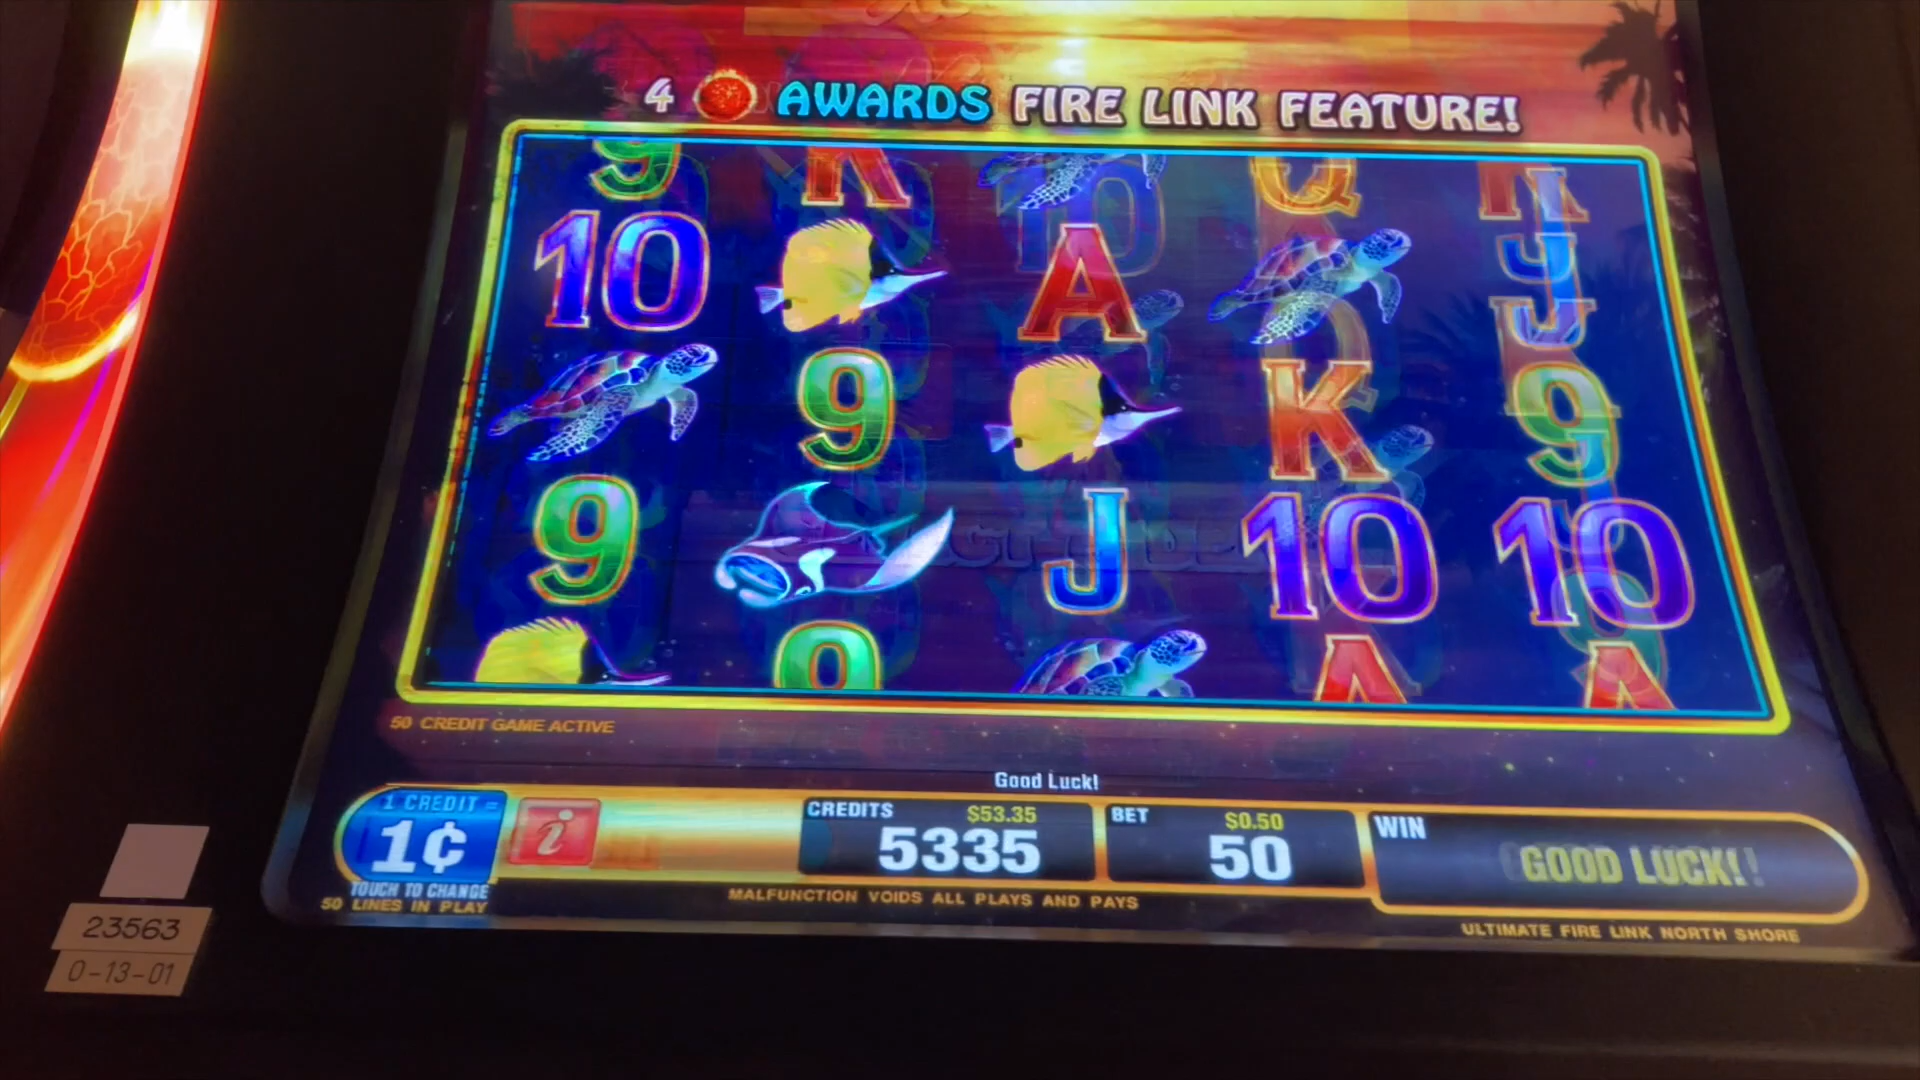 4 AWARDS FIRE LINK FEATURE!
9 K Q K
10 A J
J
9 K 9
9 J 10 10
9 A A
50 CREDIT GAME ACTIVE
Good Luck!
1 CREDIT =
1¢
TOUCH TO CHANGE
50 LINES IN PLAY
i
CREDITS $53.35
5335
BET $0.50
50
WIN
GOOD LUCK!
MALFUNCTION VOIDS ALL PLAYS AND PAYS
ULTIMATE FIRE LINK NORTH SHORE
23563
0-13-01